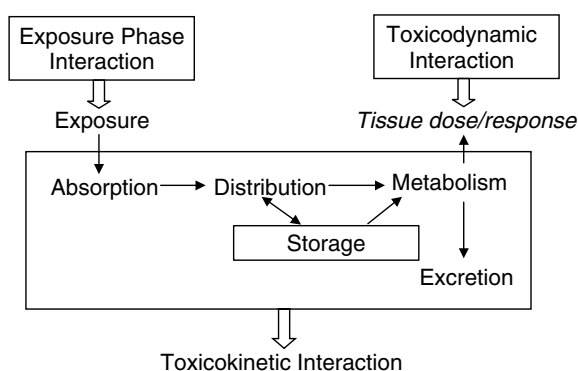 Exposure Phase
Interaction
Toxicodynamic
Interaction
Exposure
Tissue dose/response
Absorption
Distribution
Metabolism
Storage
Excretion
Toxicokinetic Interaction